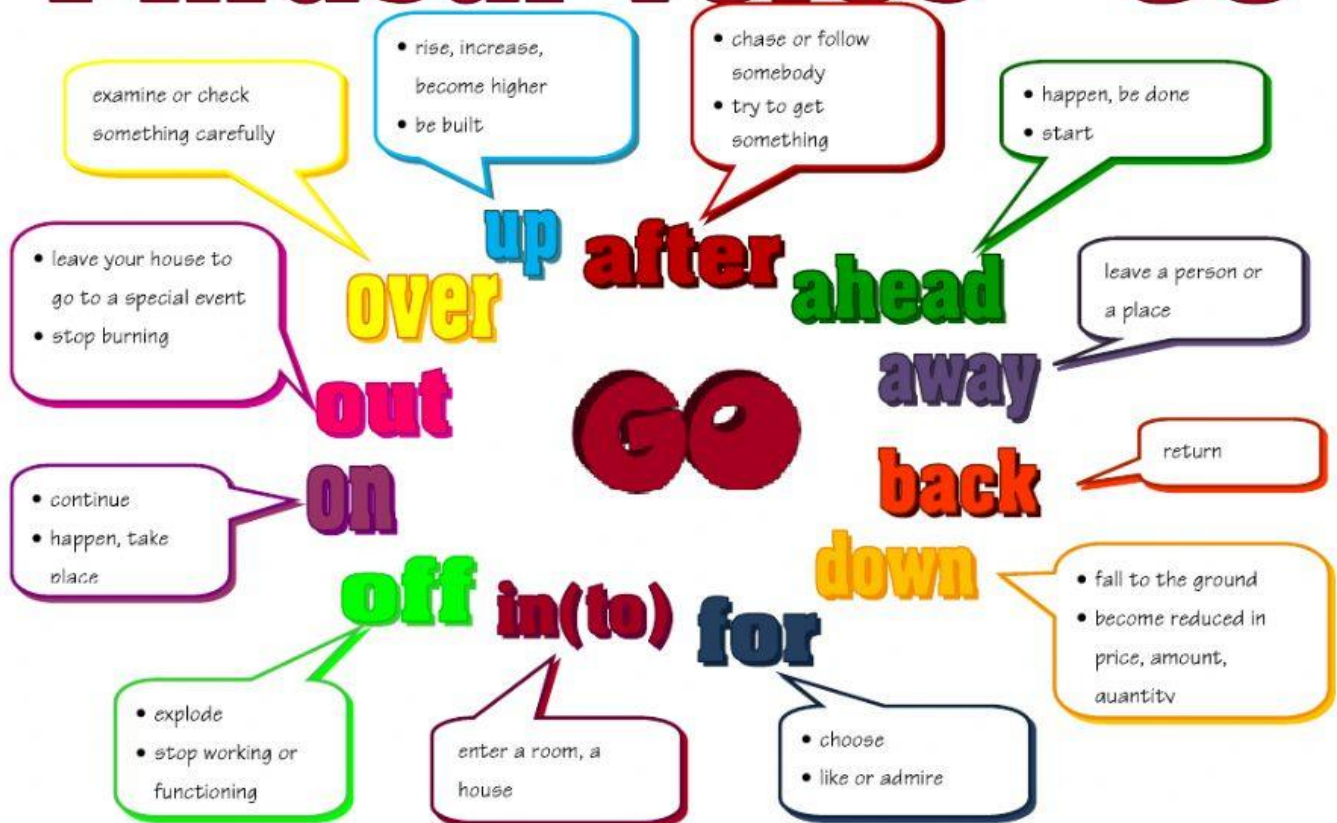 GO
up
• rise, increase,
become higher
• be built
after
• chase or follow
somebody
• try to get
something
ahead
• happen, be done
• start
away
leave a person or
a place
back
return
down
• fall to the ground
• become reduced in
price, amount,
quantity
for
• choose
• like or admire
in(to)
enter a room, a
house
off
• explode
• stop working or
functioning
on
• continue
• happen, take
place
out
• leave your house to
go to a special event
• stop burning
over
examine or check
something carefully